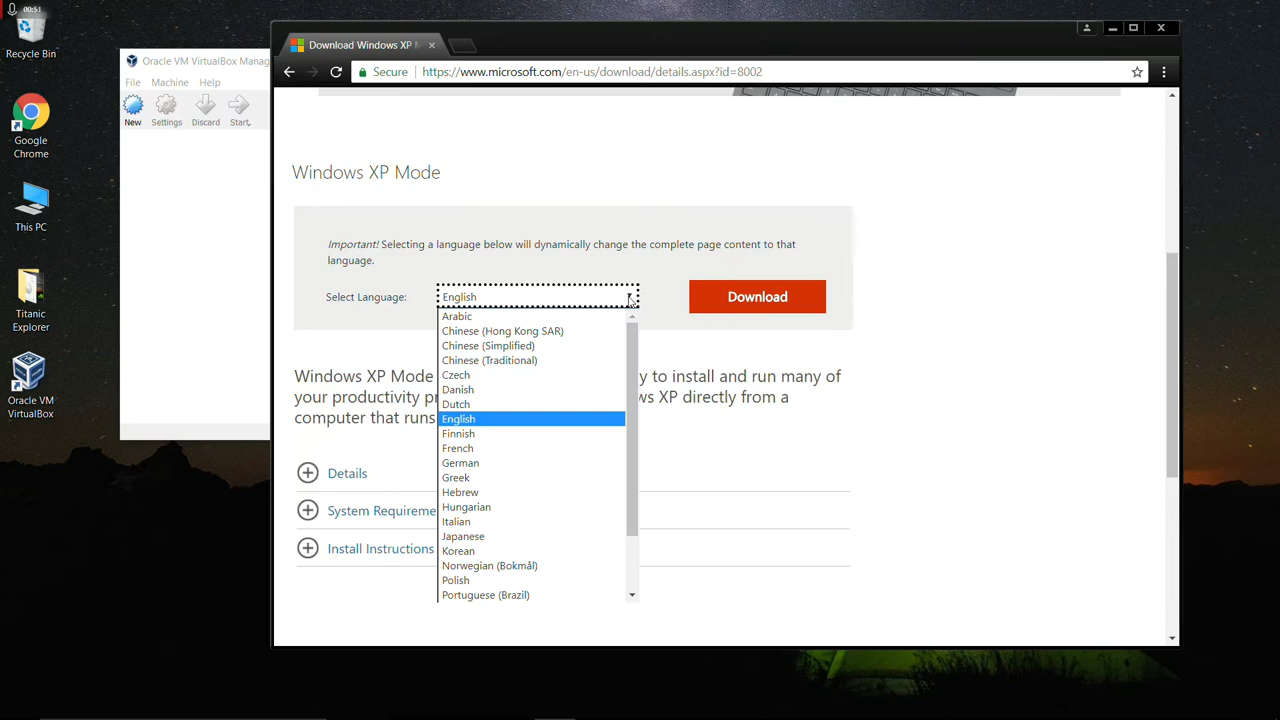 00:51
Recycle Bin
Google
Chrome
This PC
Titanic
Explorer
Oracle VM
VirtualBox
Oracle VM VirtualBox Manag
File Machine Help
New Settings Discard Start
Download Windows XP M
Secure https://www.microsoft.com/en-us/download/details.aspx?id=8002
Windows XP Mode
Important! Selecting a language below will dynamically change the complete page content to that
language.
Select Language: English Download
Arabic
Chinese (Hong Kong SAR)
Chinese (Simplified)
Chinese (Traditional)
Czech
Danish
Dutch
English
Finnish
French
German
Greek
Hebrew
Hungarian
Italian
Japanese
Korean
Norwegian (Bokmål)
Polish
Portuguese (Brazil)
Windows XP Mode y to install and run many of
your productivity pr ws XP directly from a
computer that runs
Details
System Requireme
Install Instructions